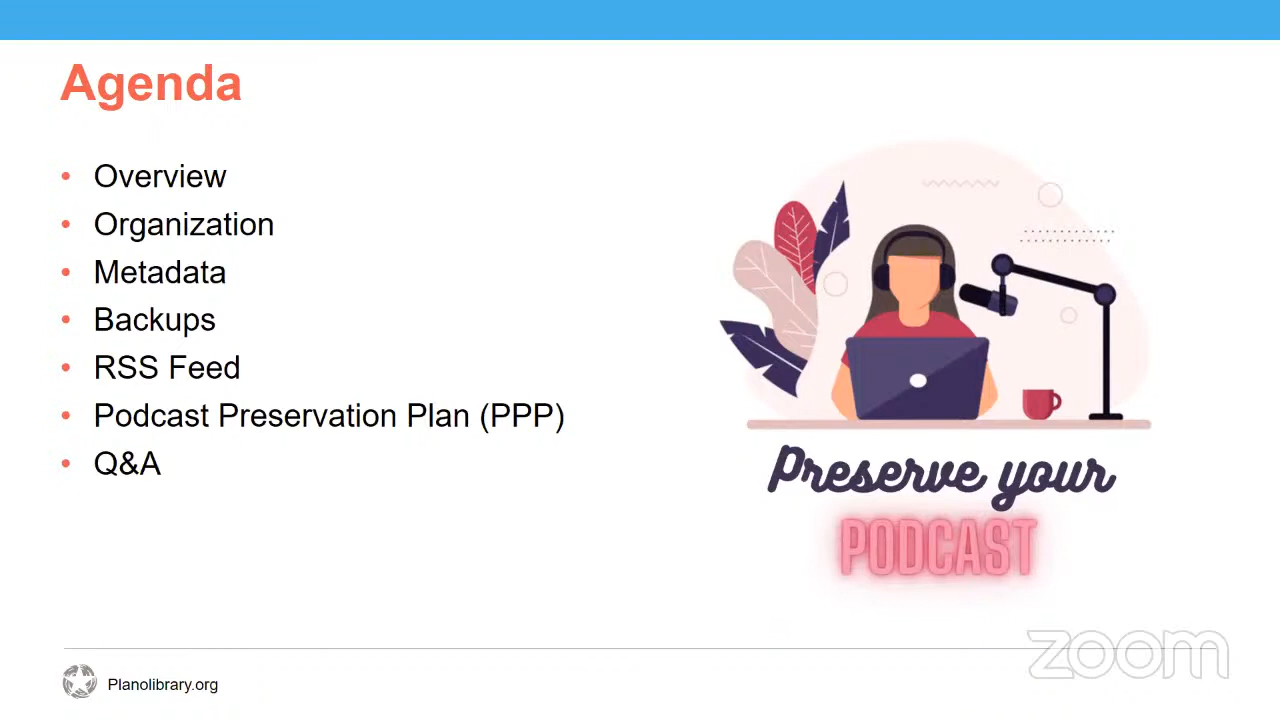 Agenda
• Overview
• Organization
• Metadata
• Backups
• RSS Feed
• Podcast Preservation Plan (PPP)
• Q&A
Preserve your
PODCAST
zoom
Planolibrary.org